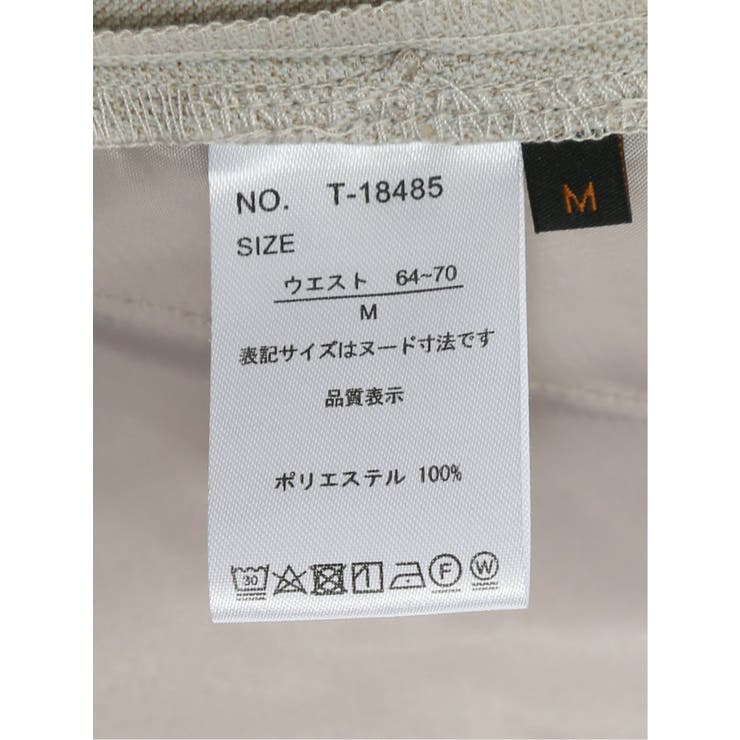 NO. T-18485
M
SIZE
ウエスト 64~70
M
表記サイズはヌード寸法です
品質表示
ポリエステル 100%
30 F W